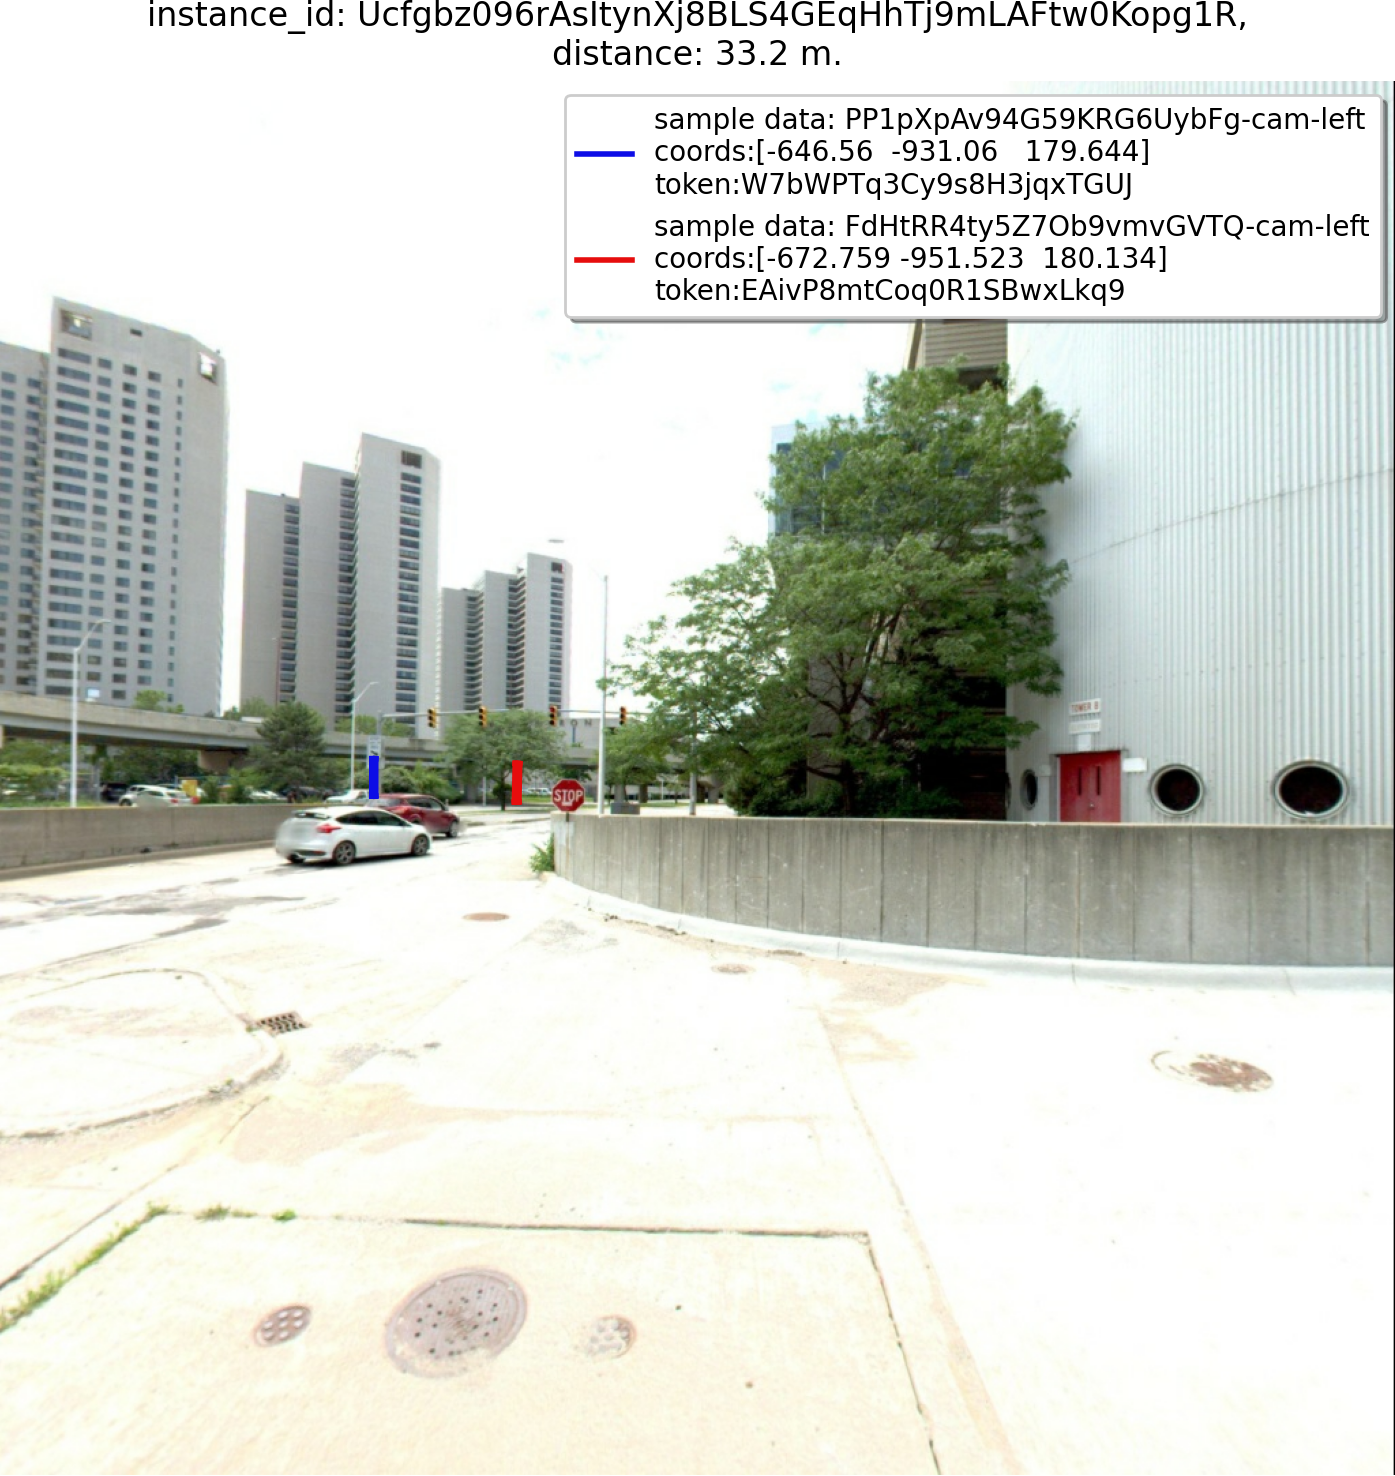 instance_id: Ucfgbz096rAsItynXj8BLS4GEqHhTj9mLAFtw0Kopg1R,
distance: 33.2 m.
sample data: PP1pXpAv94G59KRG6UybFg-cam-left
coords:[-646.56  -931.06   179.644]
token:W7bWPTq3Cy9s8H3jqxTGUJ
sample data: FdHtRR4ty5Z7Ob9vmvGVTQ-cam-left
coords:[-672.759 -951.523  180.134]
token:EAivP8mtCoq0R1SBwxLkq9
TOWER B
STOP